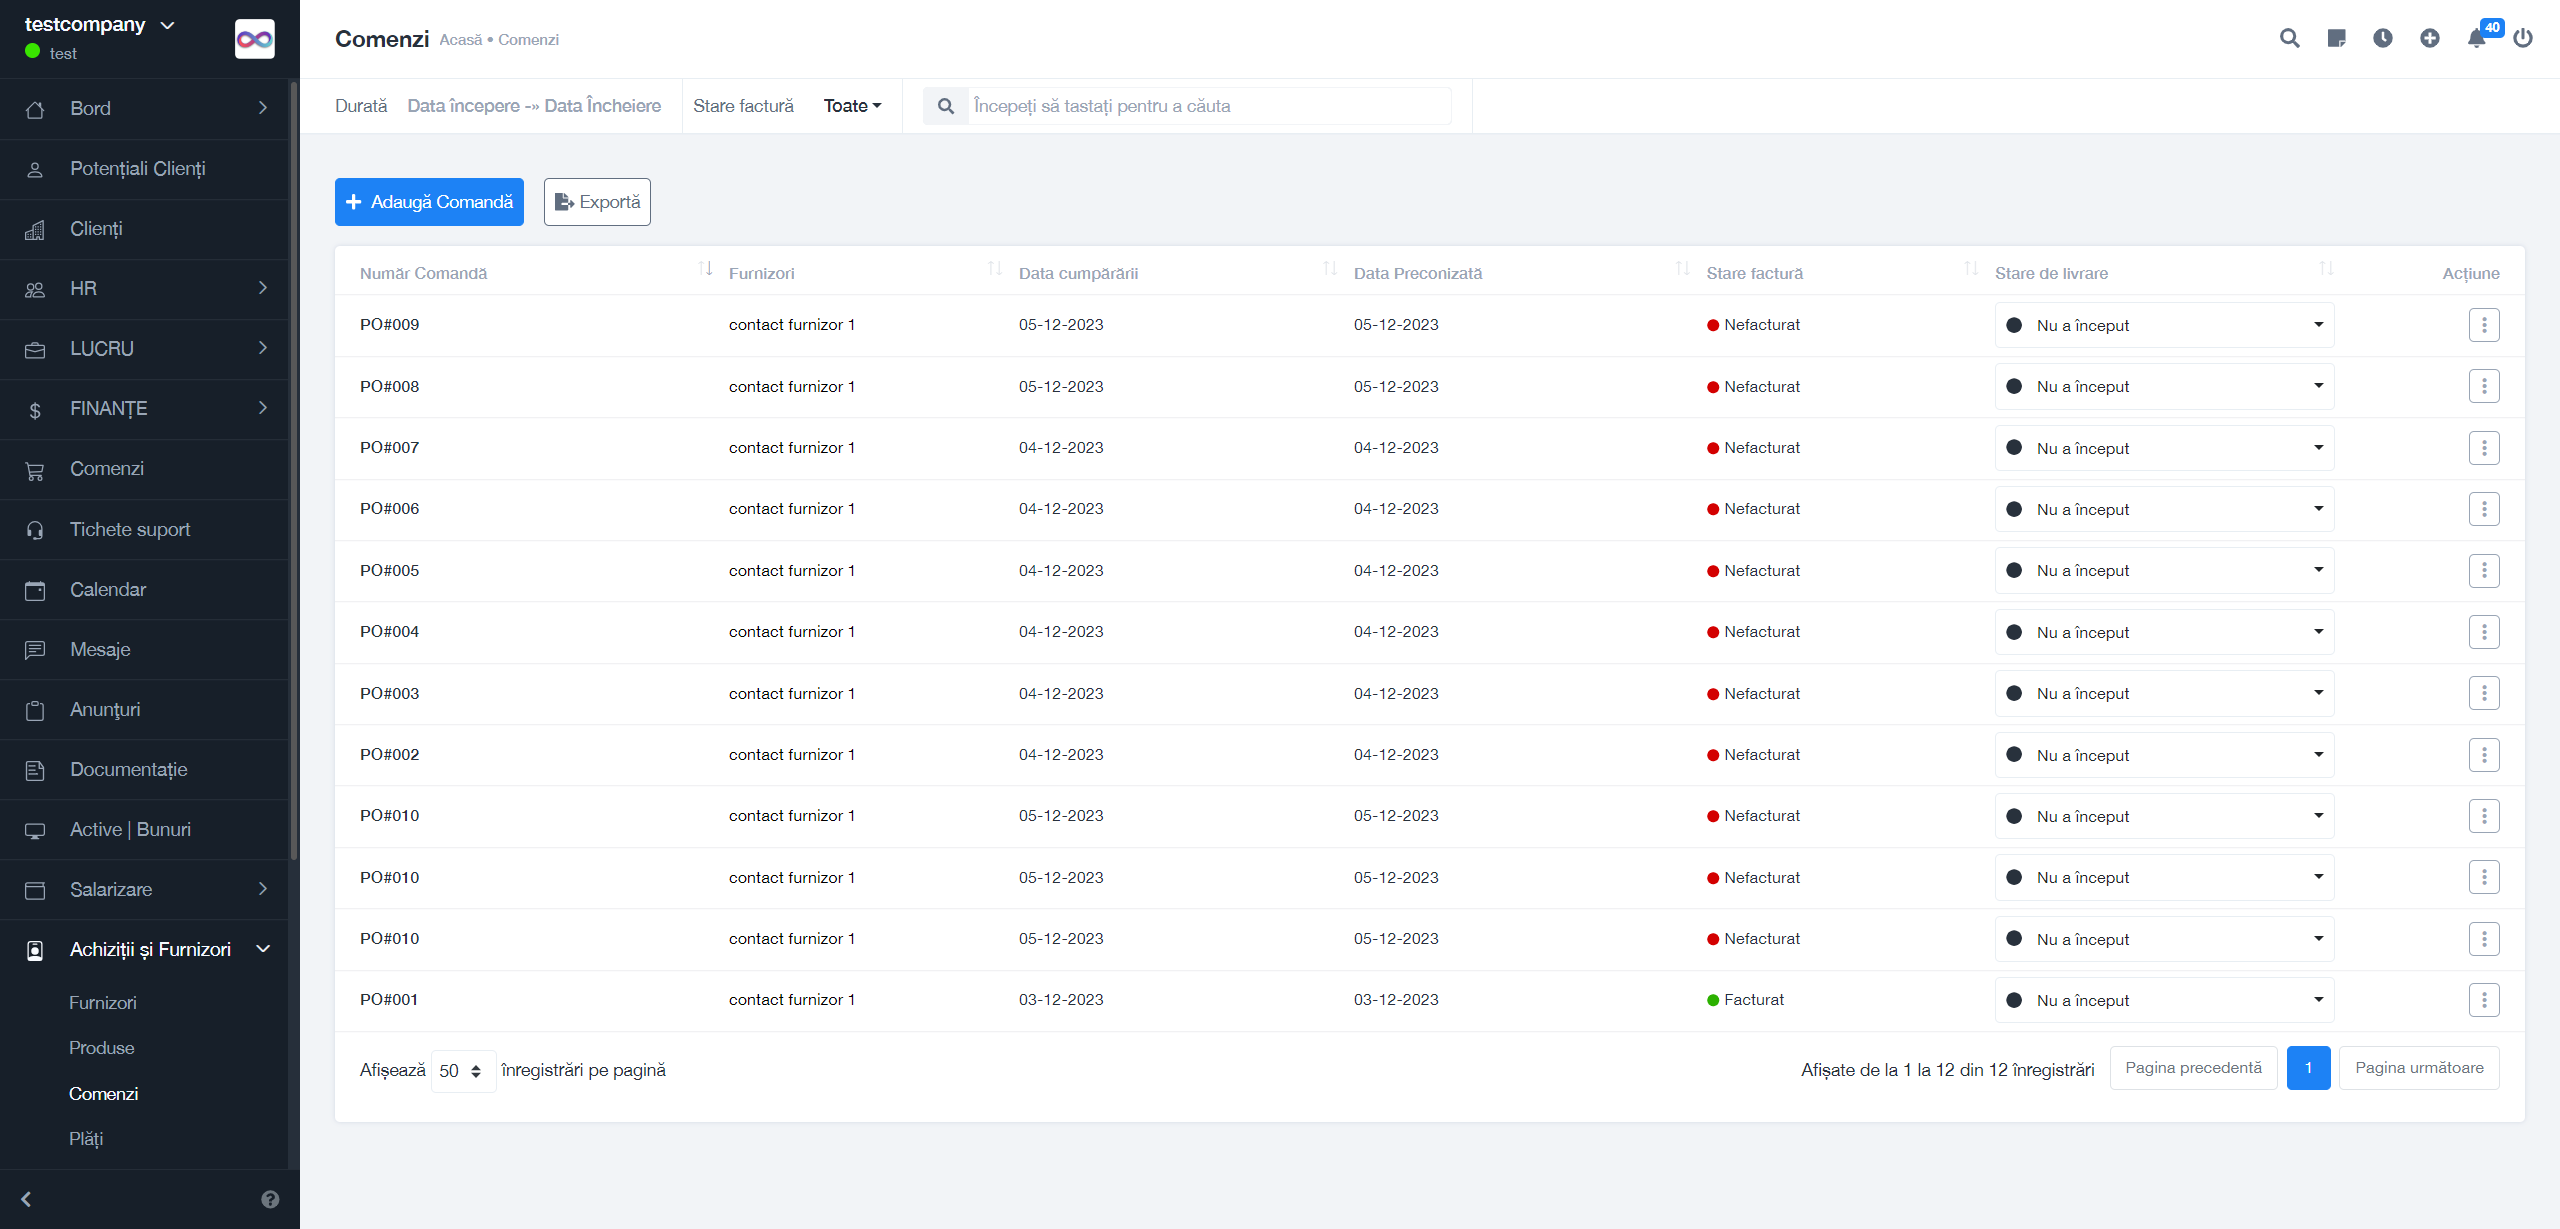 testcompany
test
Bord
Potențiali Clienți
Clienți
HR
LUCRU
FINANȚE
Comenzi
Tichete suport
Calendar
Mesaje
Anunţuri
Documentație
Active | Bunuri
Salarizare
Achiziții și Furnizori
Furnizori
Produse
Comenzi
Plăți
Comenzi Acasă • Comenzi
40
Durată Data începere -» Data Încheiere Stare factură Toate Începeți să tastați pentru a căuta
Adaugă Comandă Exportă
Număr Comandă Furnizori Data cumpărării Data Preconizată Stare factură Stare de livrare Acțiune
PO#009 contact furnizor 1 05-12-2023 05-12-2023 Nefacturat Nu a început
PO#008 contact furnizor 1 05-12-2023 05-12-2023 Nefacturat Nu a început
PO#007 contact furnizor 1 04-12-2023 04-12-2023 Nefacturat Nu a început
PO#006 contact furnizor 1 04-12-2023 04-12-2023 Nefacturat Nu a început
PO#005 contact furnizor 1 04-12-2023 04-12-2023 Nefacturat Nu a început
PO#004 contact furnizor 1 04-12-2023 04-12-2023 Nefacturat Nu a început
PO#003 contact furnizor 1 04-12-2023 04-12-2023 Nefacturat Nu a început
PO#002 contact furnizor 1 04-12-2023 04-12-2023 Nefacturat Nu a început
PO#010 contact furnizor 1 05-12-2023 05-12-2023 Nefacturat Nu a început
PO#010 contact furnizor 1 05-12-2023 05-12-2023 Nefacturat Nu a început
PO#010 contact furnizor 1 05-12-2023 05-12-2023 Nefacturat Nu a început
PO#001 contact furnizor 1 03-12-2023 03-12-2023 Facturat Nu a început
Afișează 50 înregistrări pe pagină Afișate de la 1 la 12 din 12 înregistrări Pagina precedentă 1 Pagina următoare